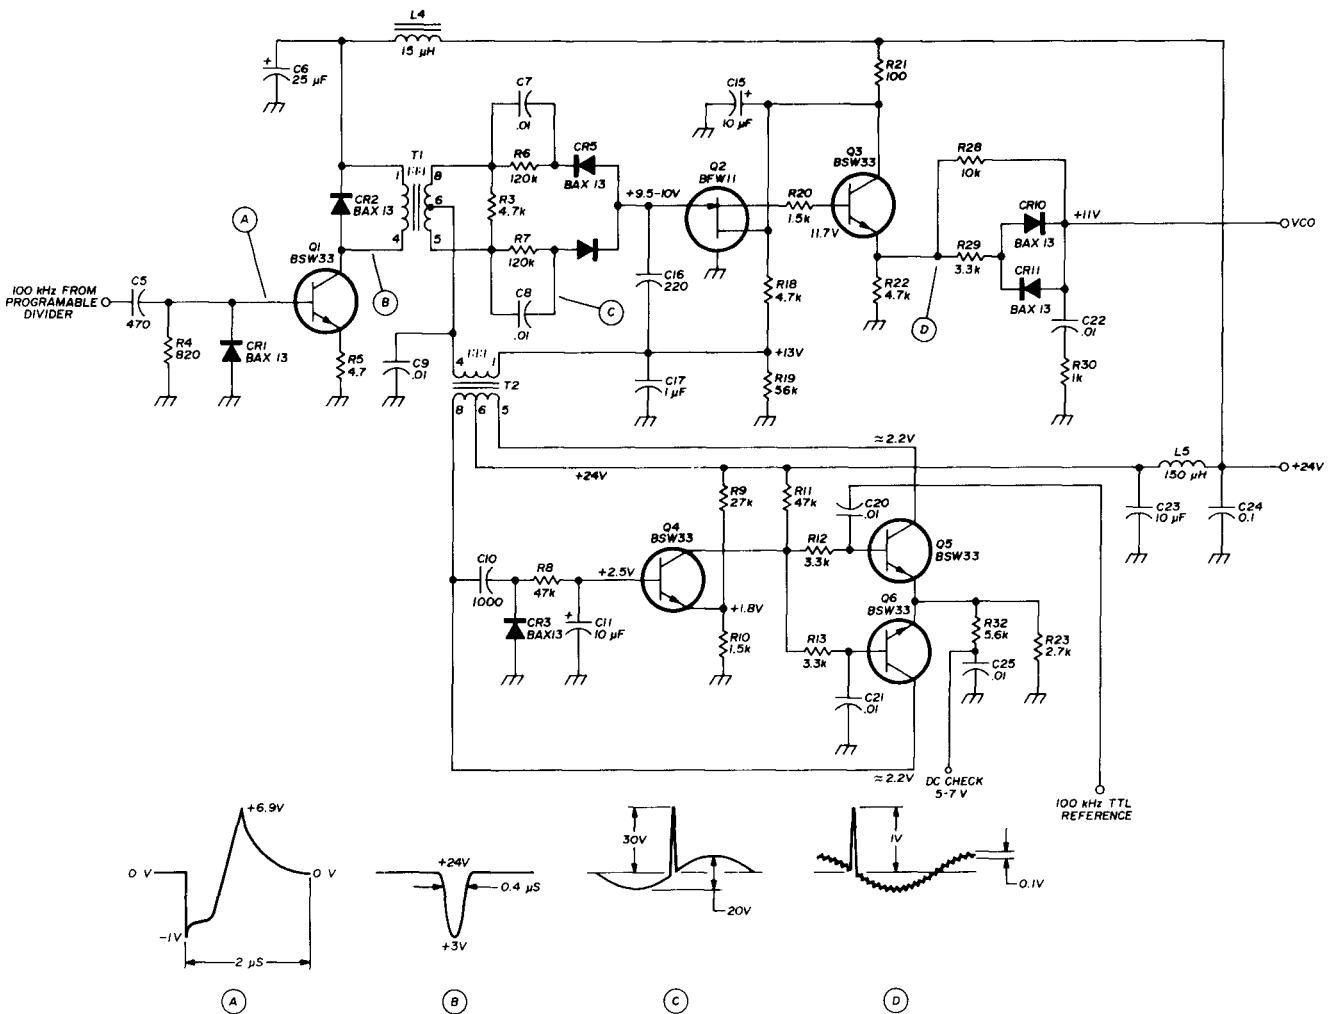 L4
15 µH
C6
25 µF
R21
100
C7
.01
C15
10 µF
T1
1
4
8
6
5
R6
120k
CR5
BAX 13
Q2
BFW11
Q3
BSW33
R28
10k
CR2
BAX 13
R3
4.7k
+9.5-10V
R20
1.5k
11.7V
CR10
BAX 13
+11V
VCO
A
Q1
BSW33
R7
120k
R29
3.3k
CR11
BAX 13
100 kHz FROM
PROGRAMABLE
DIVIDER
C5
470
B
C8
.01
C
C16
220
R18
4.7k
R22
4.7k
D
C22
.01
R4
820
CR1
BAX 13
R5
4.7
C9
.01
4
1
T2
8
6
5
C17
1 µF
+13V
R19
56k
R30
1k
≈2.2V
+24V
L5
150 µH
+24V
R9
27k
R11
47k
C20
.01
C23
10 µF
C24
0.1
Q4
BSW33
R12
3.3k
Q5
BSW33
C10
1000
R8
47k
+2.5V
CR3
BAX13
C11
10 µF
+1.8V
R10
1.5k
Q6
BSW33
R13
3.3k
R32
5.6k
R23
2.7k
C25
.01
C21
.01
≈2.2V
DC CHECK
5-7 V
100 kHz TTL
REFERENCE
+6.9V
0 V
0 V
-1V
2 µS
+24V
0.4 µS
+3V
30V
20V
1V
0.1V
A
B
C
D